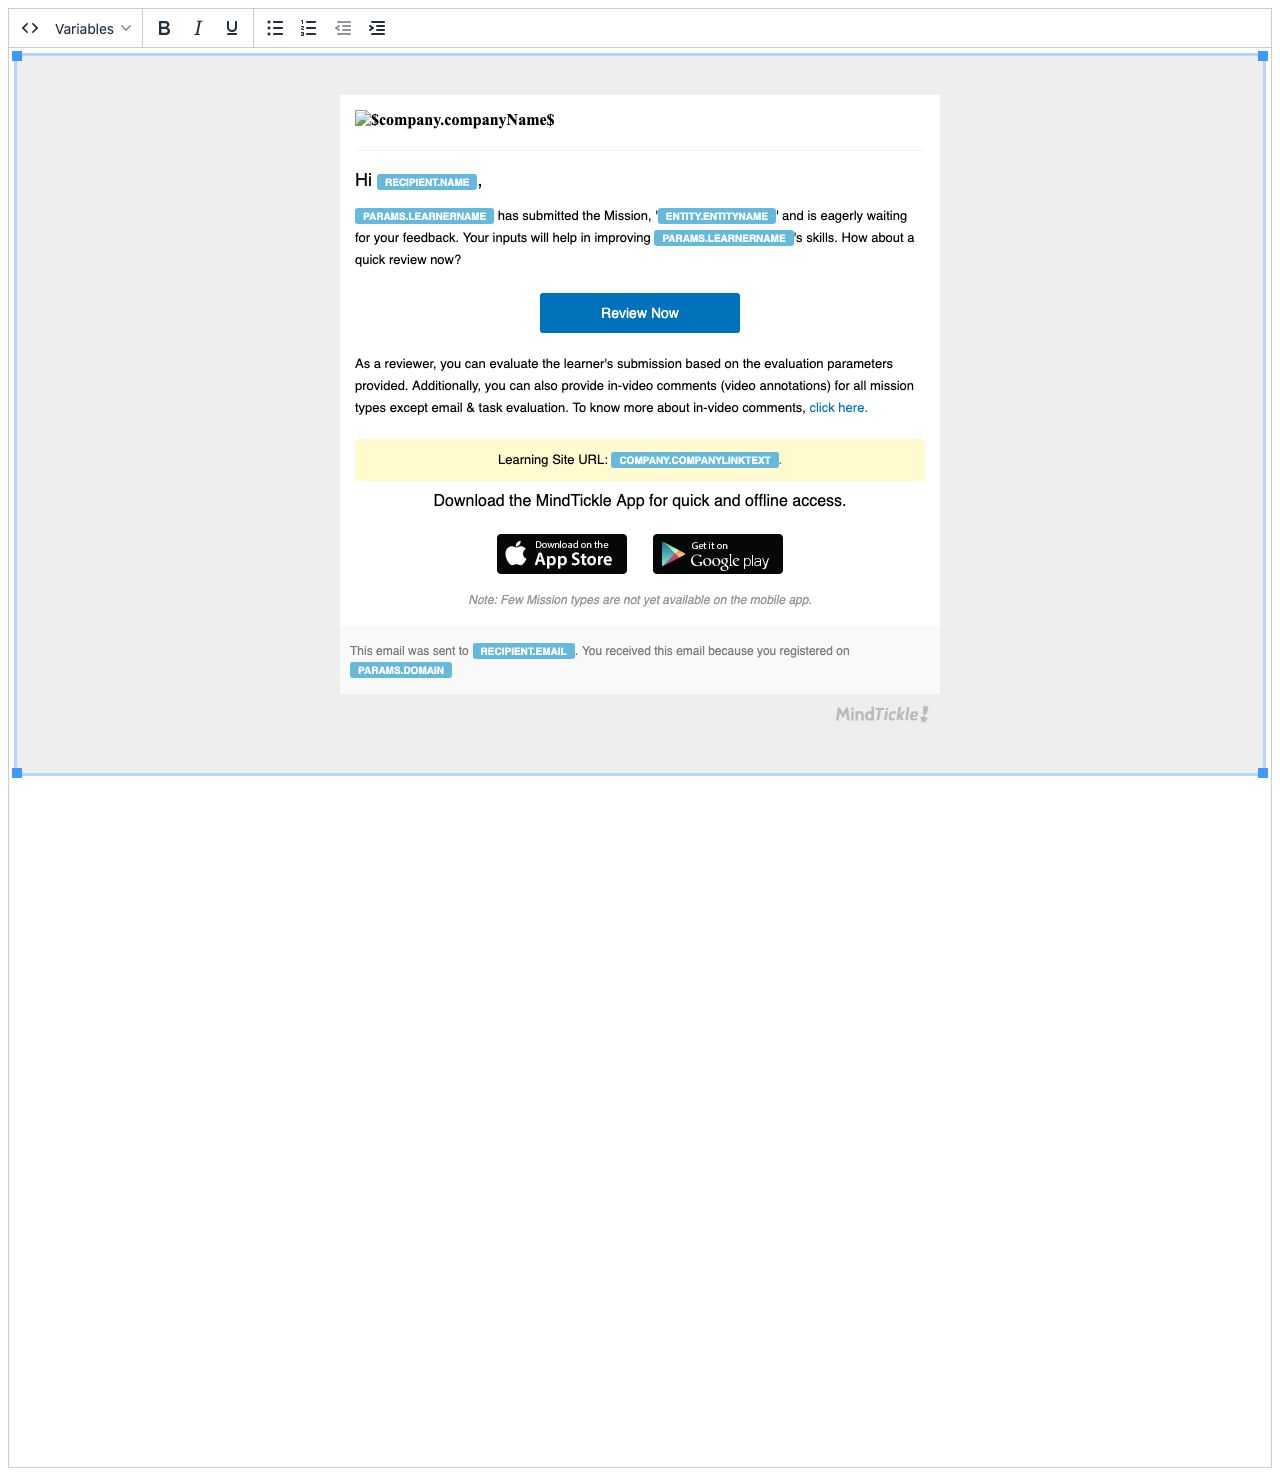 Variables
B I U
$company.companyName$
Hi RECIPIENT.NAME,
PARAMS.LEARNERNAME has submitted the Mission, 'ENTITY.ENTITYNAME' and is eagerly waiting
for your feedback. Your inputs will help in improving PARAMS.LEARNERNAME's skills. How about a
quick review now?
Review Now
As a reviewer, you can evaluate the learner's submission based on the evaluation parameters
provided. Additionally, you can also provide in-video comments (video annotations) for all mission
types except email & task evaluation. To know more about in-video comments, click here.
Learning Site URL: COMPANY.COMPANYLINKTEXT.
Download the MindTickle App for quick and offline access.
Download on the
App Store
Get it on
Google play
Note: Few Mission types are not yet available on the mobile app.
This email was sent to RECIPIENT.EMAIL. You received this email because you registered on
PARAMS.DOMAIN
MindTickle!